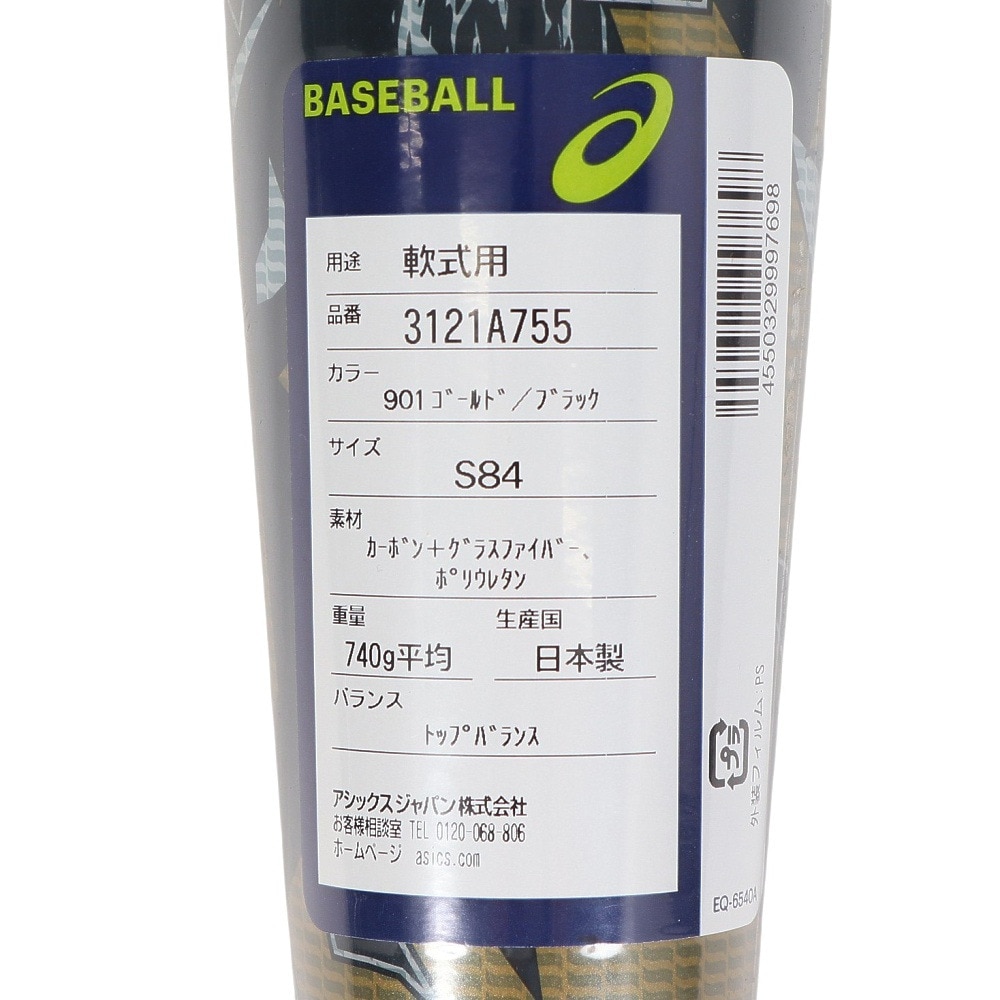 BASEBALL
用途 軟式用
品番 3121A755
カラー
901 ゴールド／ブラック
サイズ
S84
素材
カーボン＋グラスファイバー、
ポリウレタン
重量 生産国
740g平均 日本製
バランス
トップバランス
アシックスジャパン株式会社
お客様相談室 TEL 0120-068-806
ホームページ asics.com
4550329997698
プラ
外装フィルム:PS
EQ-6540A